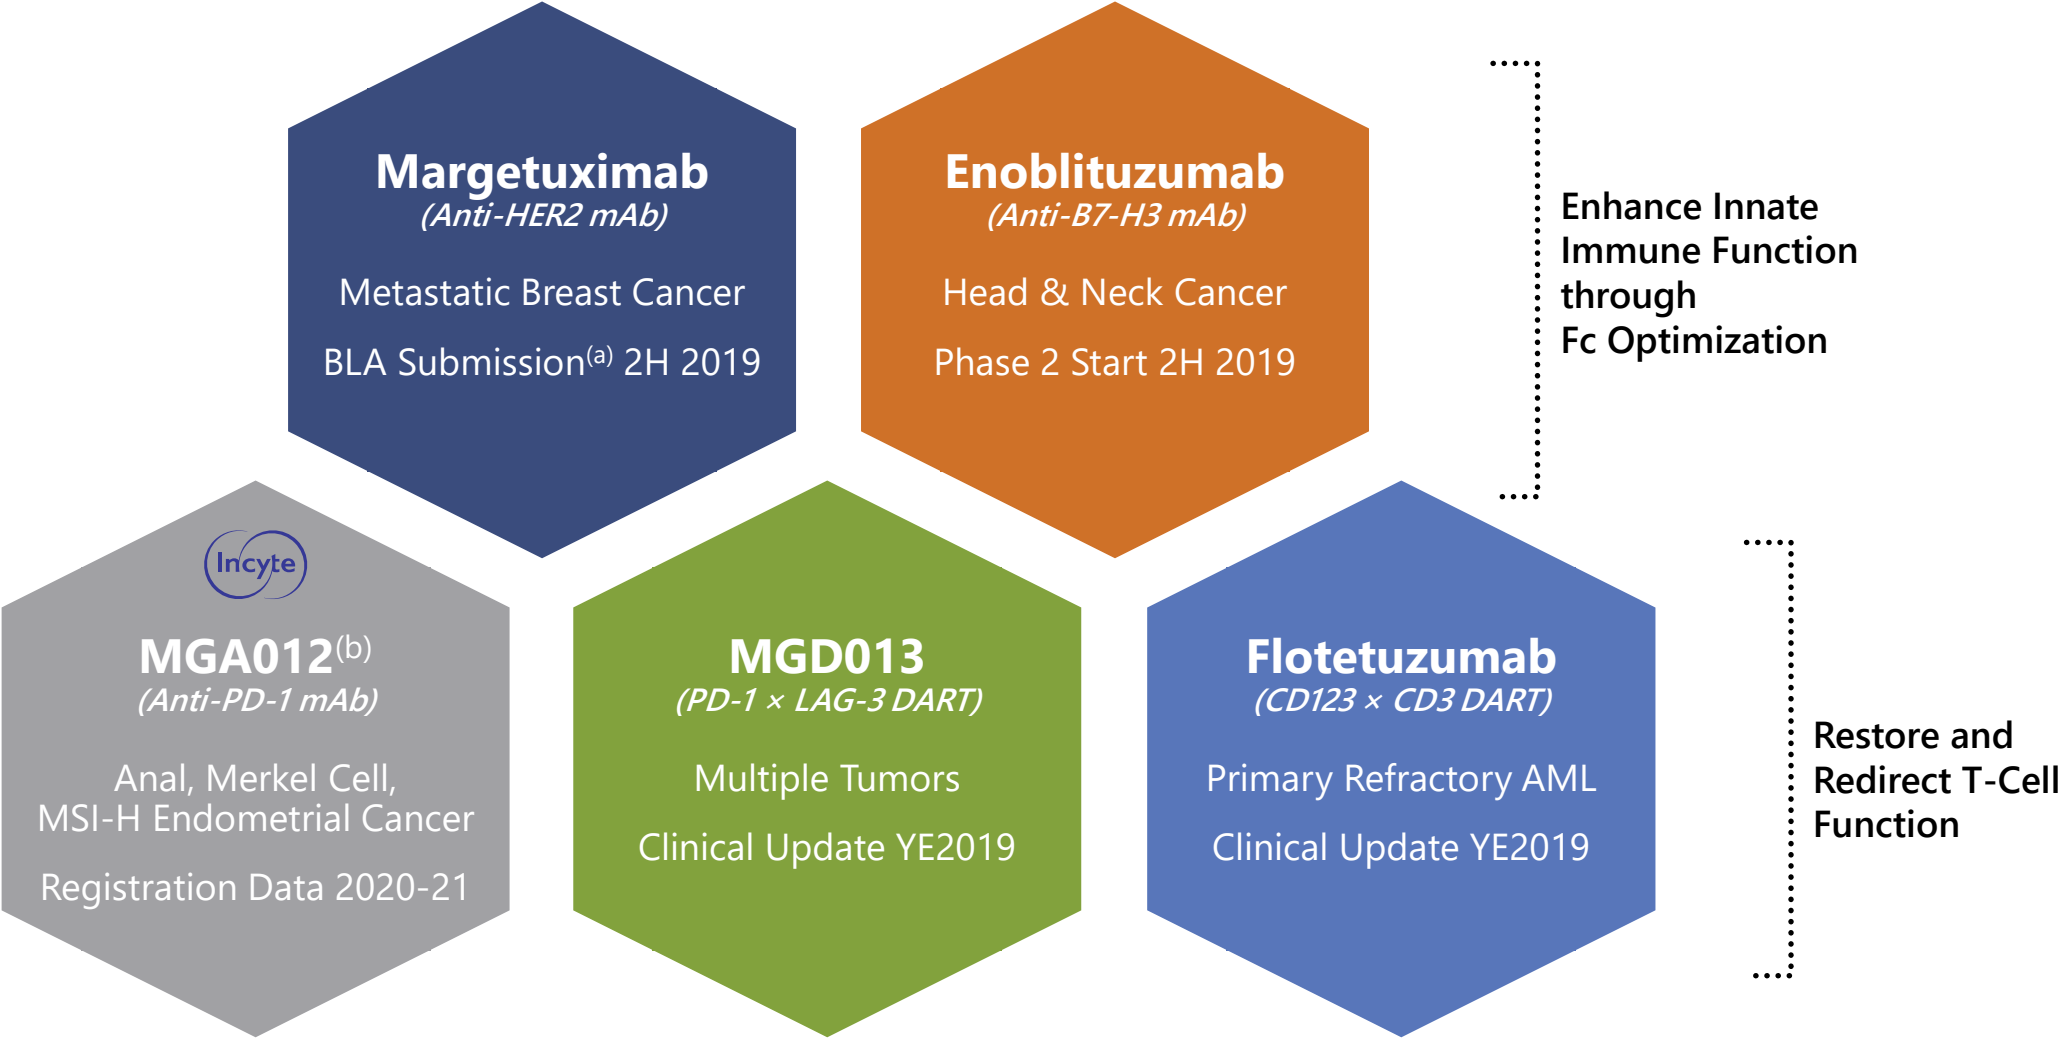 Margetuximab
(Anti-HER2 mAb)
Metastatic Breast Cancer
BLA Submission(a) 2H 2019
Enoblituzumab
(Anti-B7-H3 mAb)
Head & Neck Cancer
Phase 2 Start 2H 2019
Enhance Innate
Immune Function
through
Fc Optimization
Incyte
MGA012(b)
(Anti-PD-1 mAb)
Anal, Merkel Cell,
MSI-H Endometrial Cancer
Registration Data 2020-21
MGD013
(PD-1 × LAG-3 DART)
Multiple Tumors
Clinical Update YE2019
Flotetuzumab
(CD123 × CD3 DART)
Primary Refractory AML
Clinical Update YE2019
Restore and
Redirect T-Cell
Function